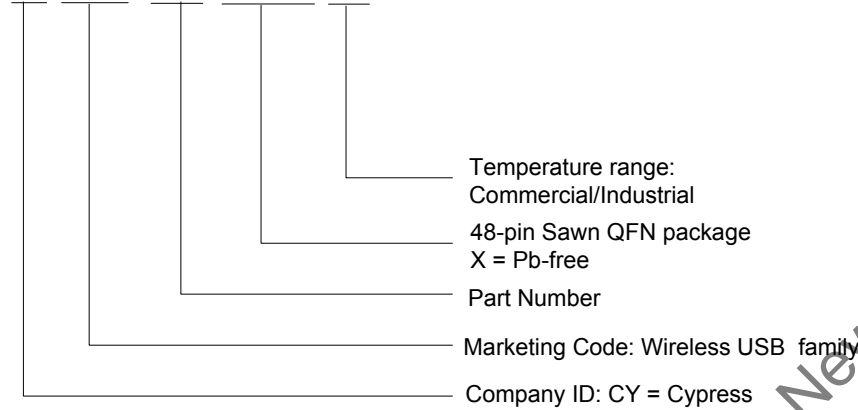 Temperature range:
Commercial/Industrial
48-pin Sawn QFN package
X = Pb-free
Part Number
Marketing Code: Wireless USB family
Company ID: CY = Cypress
New